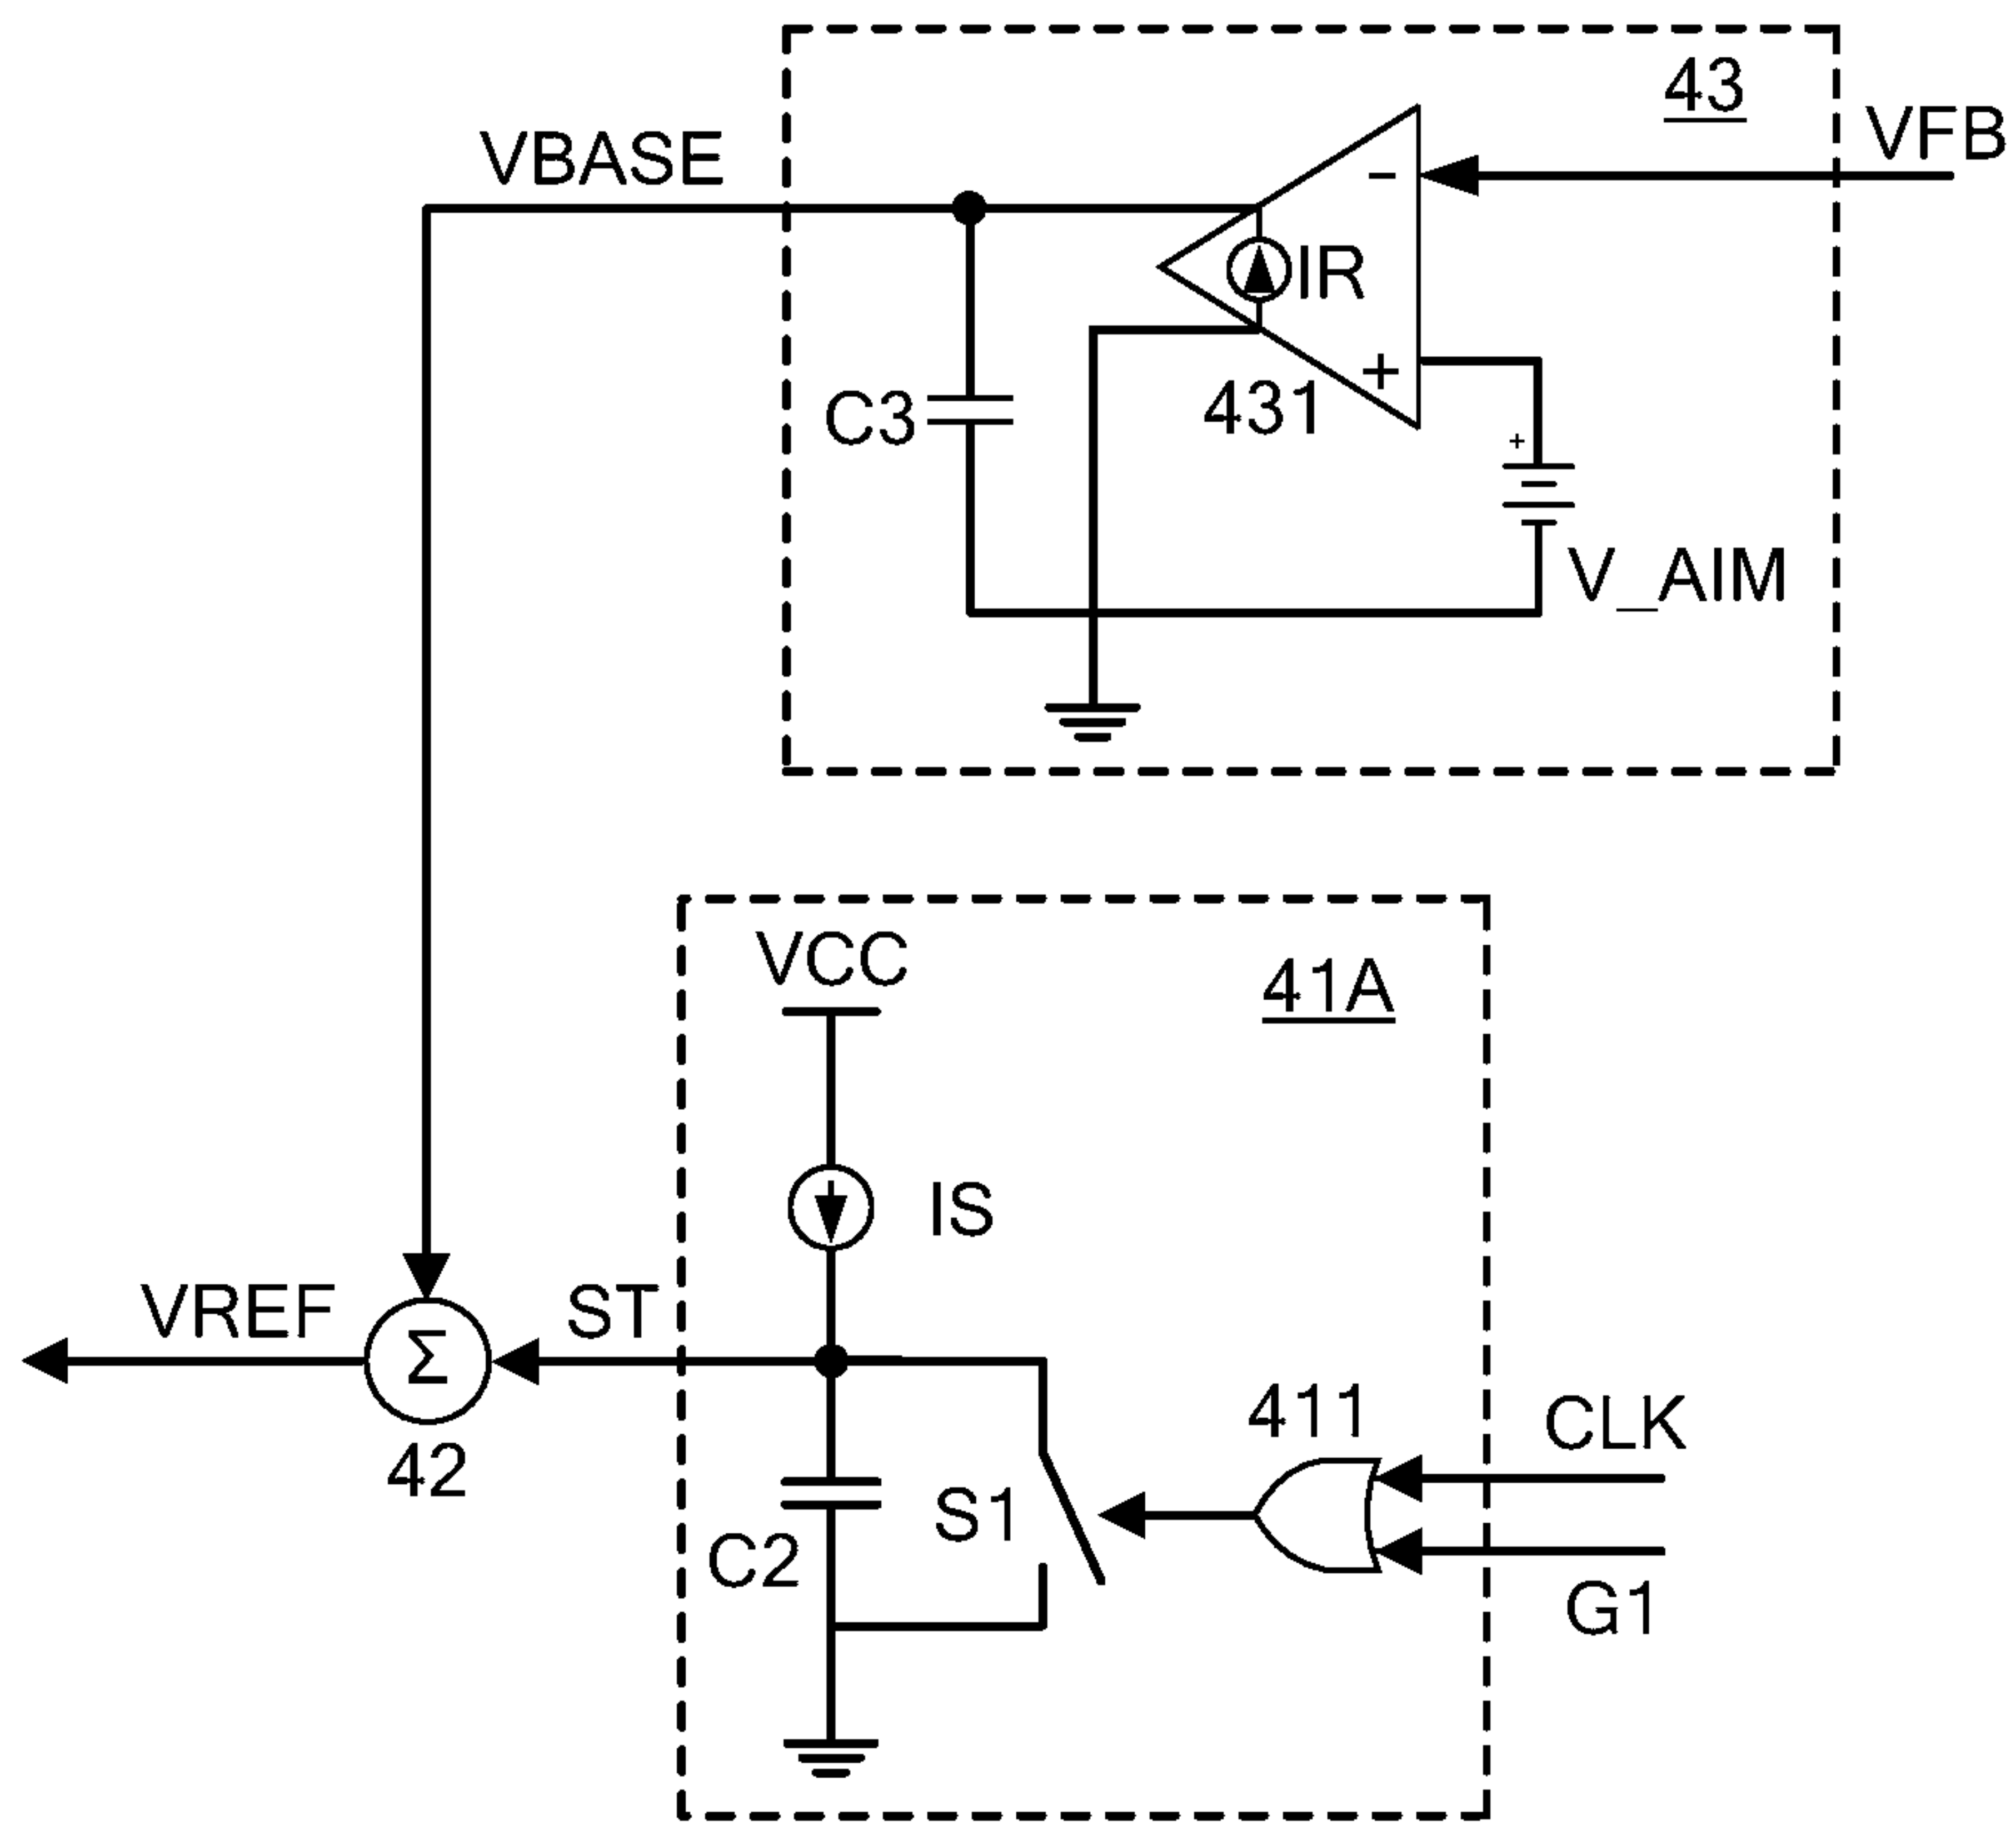 43
VFB
VBASE
-
IR
C3
431
+
+
V_AIM
VCC
41A
IS
VREF
ST
Σ
42
411
CLK
S1
C2
G1